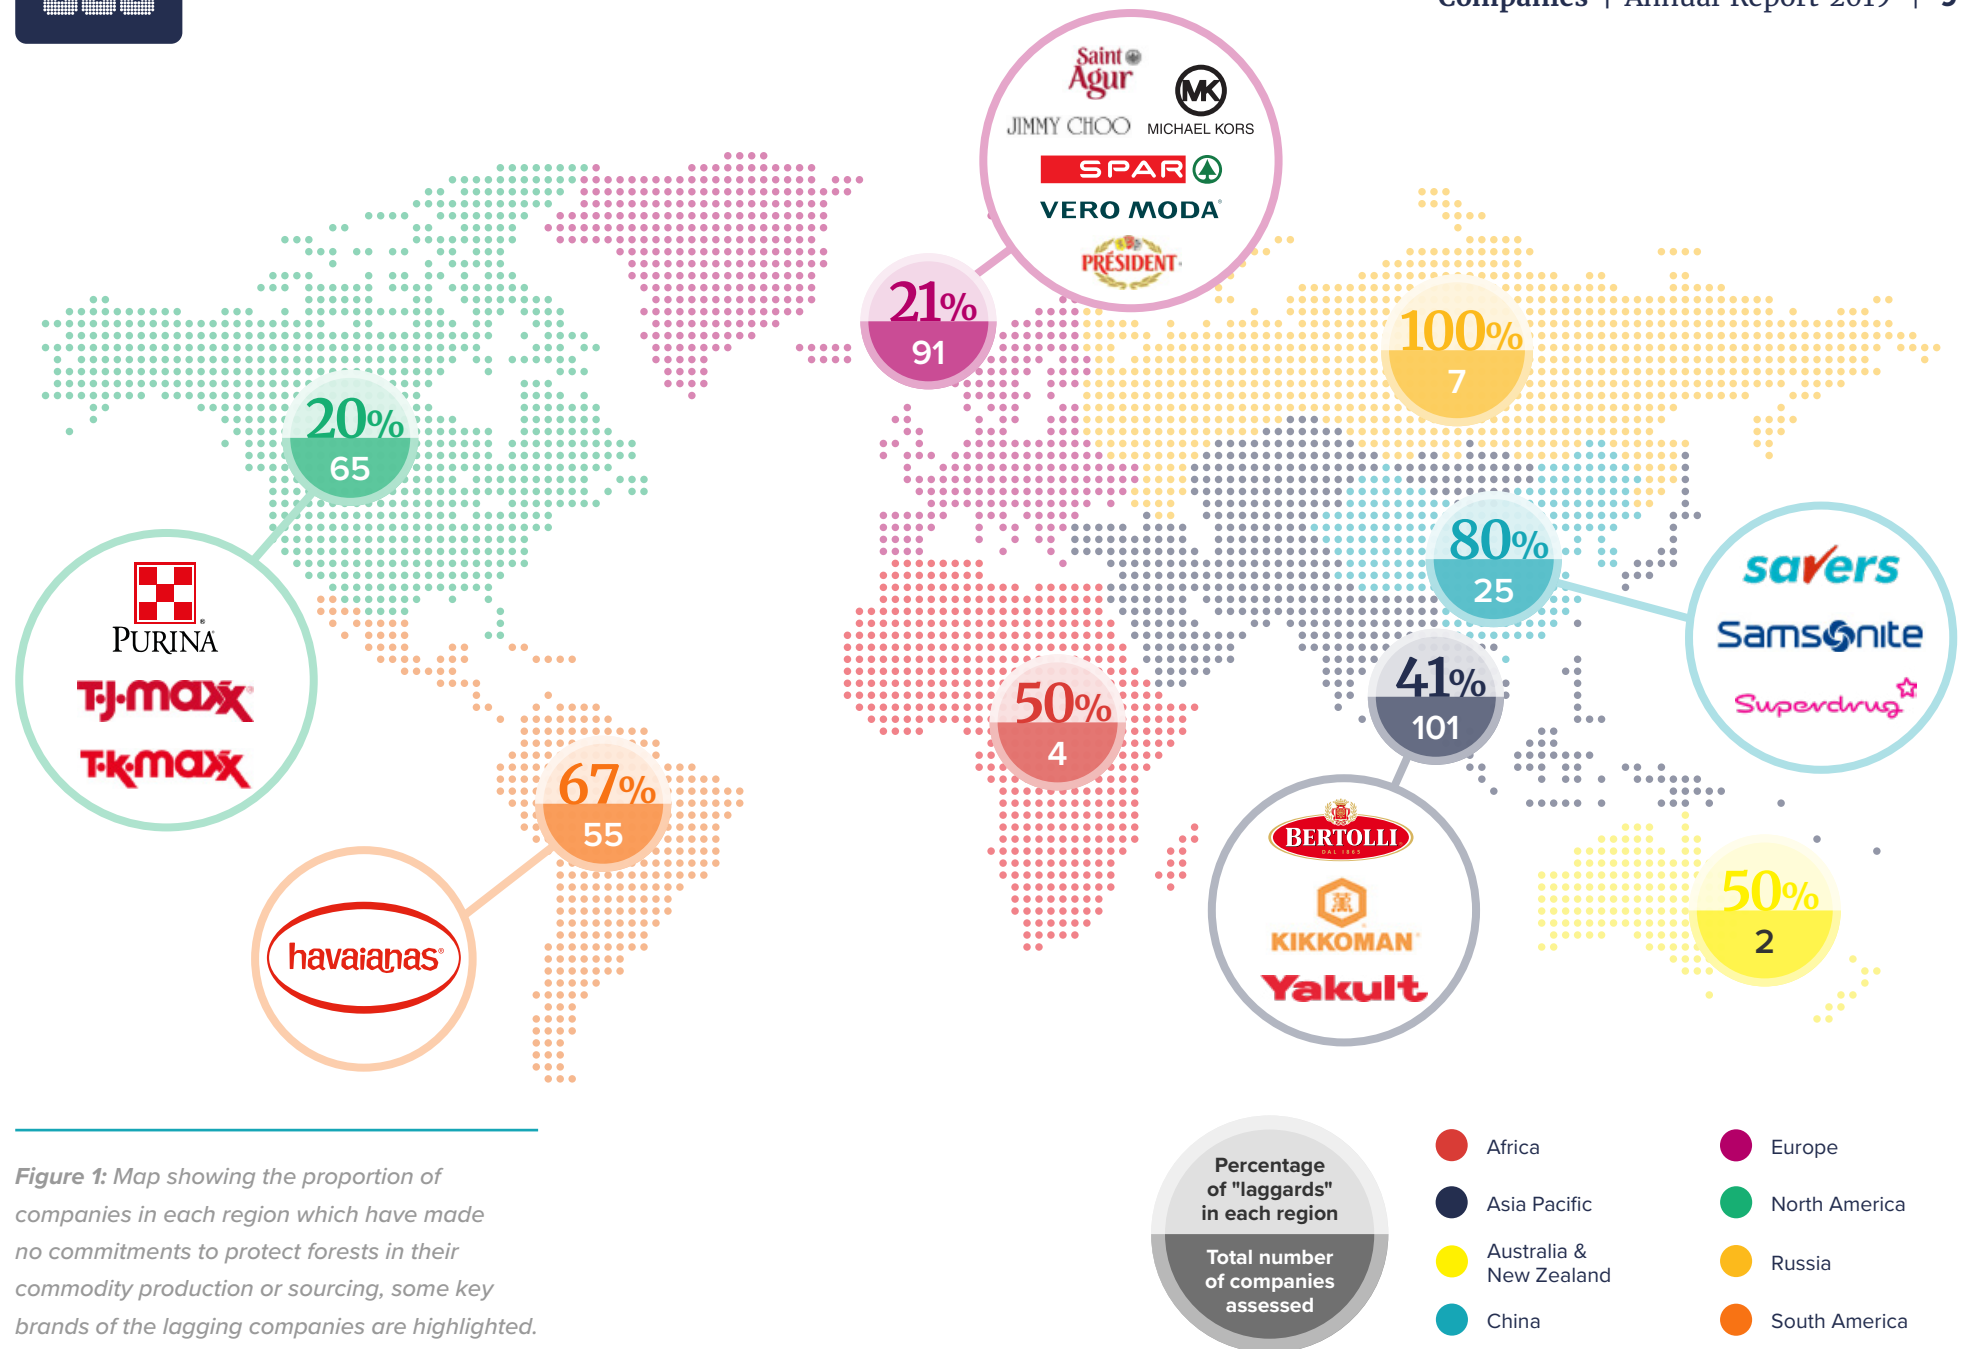 Companies | Annual Report 2019 | 9
Saint
Agur
MK
JIMMY CHOO
MICHAEL KORS
SPAR
VERO MODA
PRÉSIDENT
21%
91
100%
7
20%
65
80%
25
PURINA
T·J·maxx
T·K·maxx
savers
Samsonite
Superdrug
50%
4
41%
101
67%
55
BERTOLLI
DAL 1865
KIKKOMAN
Yakult
50%
2
havaianas
Figure 1: Map showing the proportion of
companies in each region which have made
no commitments to protect forests in their
commodity production or sourcing, some key
brands of the lagging companies are highlighted.
Percentage
of "laggards"
in each region
Total number
of companies
assessed
Africa
Asia Pacific
Australia &
New Zealand
China
Europe
North America
Russia
South America